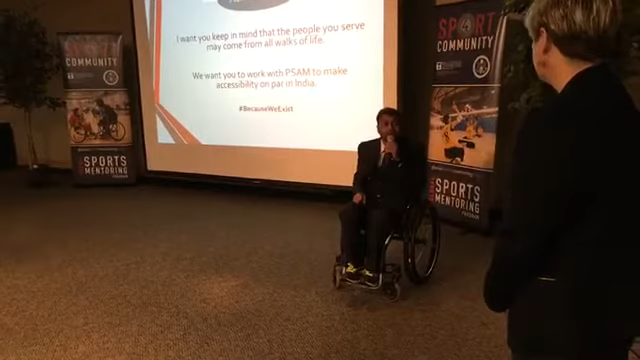 I want you keep in mind that the people you serve
may come from all walks of life.
We want you to work with PSAM to make
accessibility on par in India.
#BecauseWeExist
SPORT
COMMUNITY
SPORTS
MENTORING
SPORT
4
COMMUNITY
SPORTS
MENTORING
PROGRAM